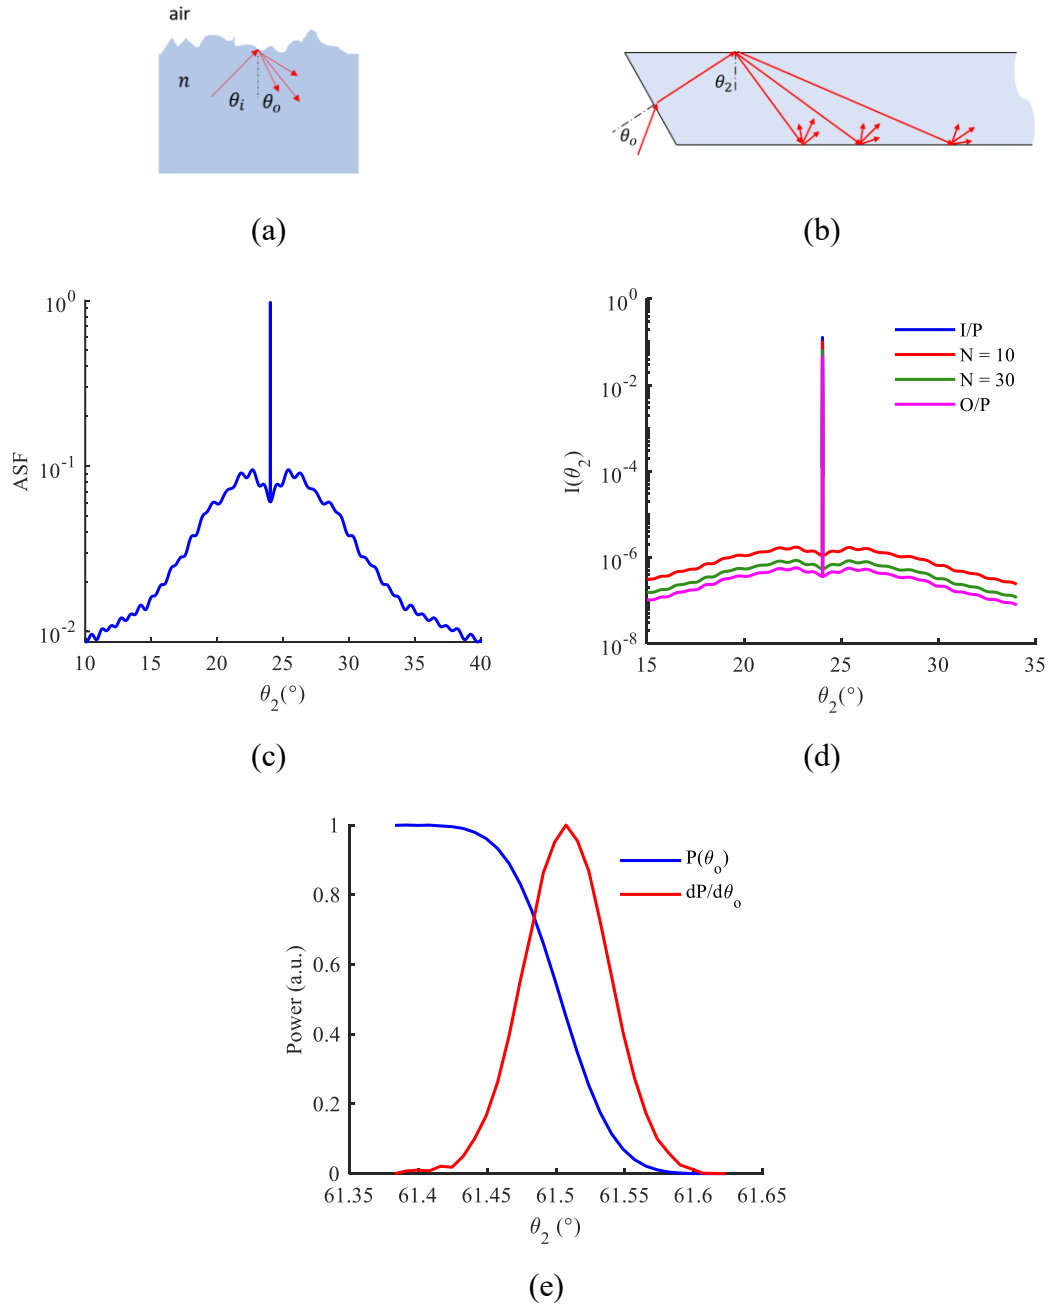 air
n
θi θo
(a)
θ2
θo
(b)
ASF
10^0
10^-1
10^-2
10 15 20 25 30 35 40
θ2(°)
(c)
I(θ2)
10^0
10^-2
10^-4
10^-6
10^-8
15 20 25 30 35
θ2(°)
I/P
N = 10
N = 30
O/P
(d)
Power (a.u.)
1
0.8
0.6
0.4
0.2
0
61.35 61.4 61.45 61.5 61.55 61.6 61.65
θ2 (°)
P(θo)
dP/dθo
(e)